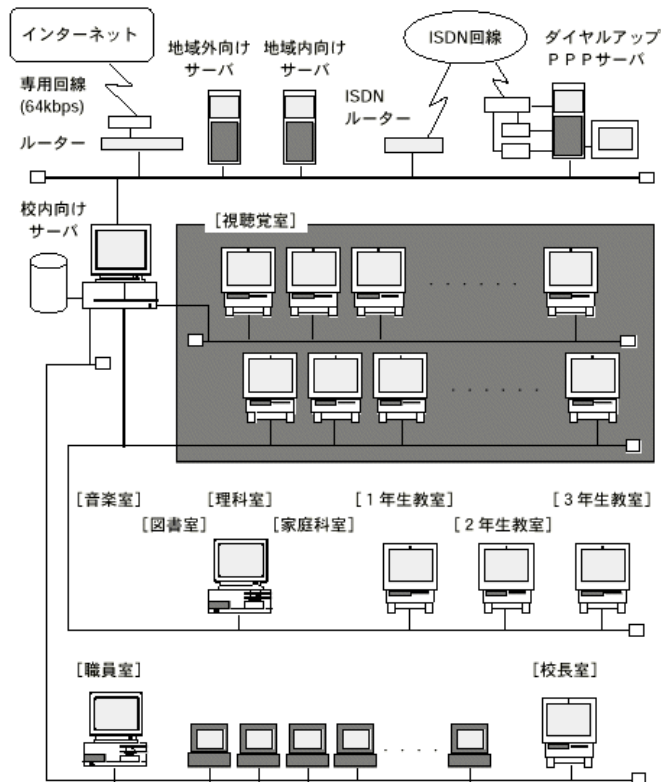 インターネット
専用回線
(64kbps)
ルーター
地域外向け
サーバ
地域内向け
サーバ
ISDN回線
ISDN
ルーター
ダイヤルアップ
ＰＰＰサーバ
校内向け
サーバ
[視聴覚室]
[音楽室]
[理科室]
[１年生教室]
[３年生教室]
[図書室]
[家庭科室]
[２年生教室]
[職員室]
[校長室]